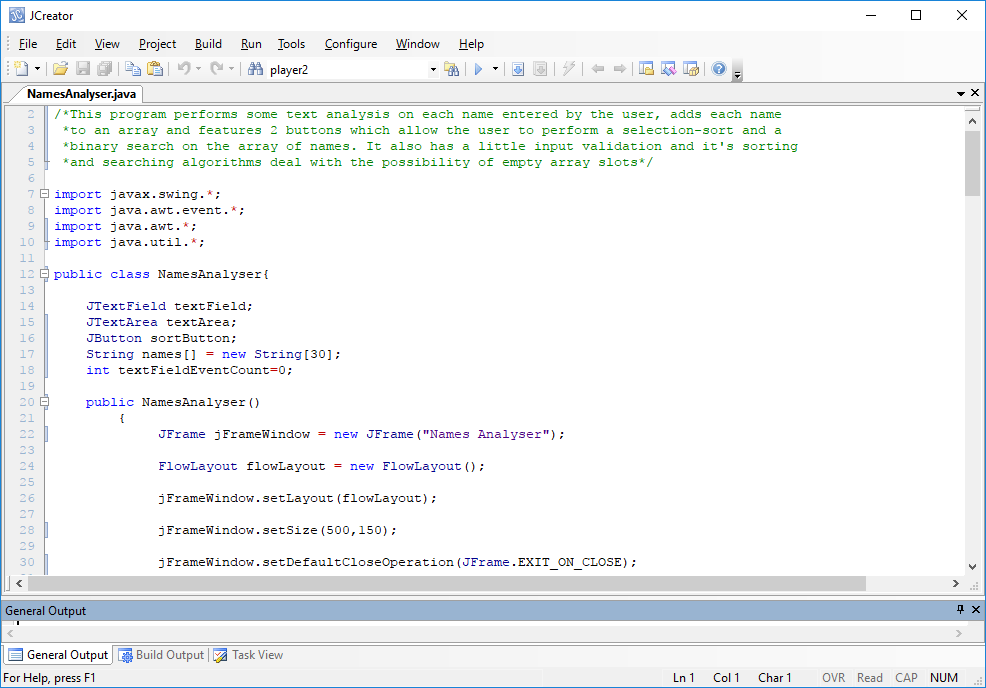 JCreator
File Edit View Project Build Run Tools Configure Window Help
player2
NamesAnalyser.java
2 /*This program performs some text analysis on each name entered by the user, adds each name
3 *to an array and features 2 buttons which allow the user to perform a selection-sort and a
4 *binary search on the array of names. It also has a little input validation and it's sorting
5 *and searching algorithms deal with the possibility of empty array slots*/
6
7 import javax.swing.*;
8 import java.awt.event.*;
9 import java.awt.*;
10 import java.util.*;
11
12 public class NamesAnalyser{
13
14 JTextField textField;
15 JTextArea textArea;
16 JButton sortButton;
17 String names[] = new String[30];
18 int textFieldEventCount=0;
19
20 public NamesAnalyser()
21 {
22 JFrame jFrameWindow = new JFrame("Names Analyser");
23
24 FlowLayout flowLayout = new FlowLayout();
25
26 jFrameWindow.setLayout(flowLayout);
27
28 jFrameWindow.setSize(500,150);
29
30 jFrameWindow.setDefaultCloseOperation(JFrame.EXIT_ON_CLOSE);
General Output
General Output Build Output Task View
For Help, press F1 Ln 1 Col 1 Char 1 OVR Read CAP NUM